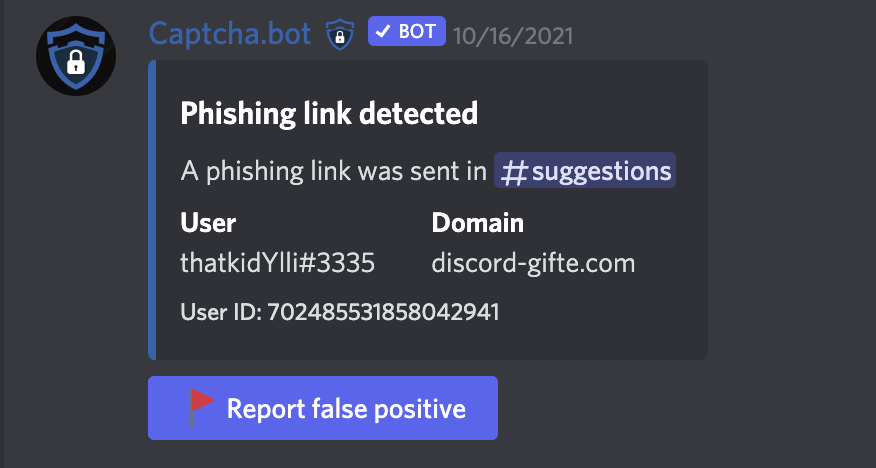 Captcha.bot BOT 10/16/2021
Phishing link detected
A phishing link was sent in #suggestions
User Domain
thatkidYlli#3335 discord-gifte.com
User ID: 702485531858042941
Report false positive